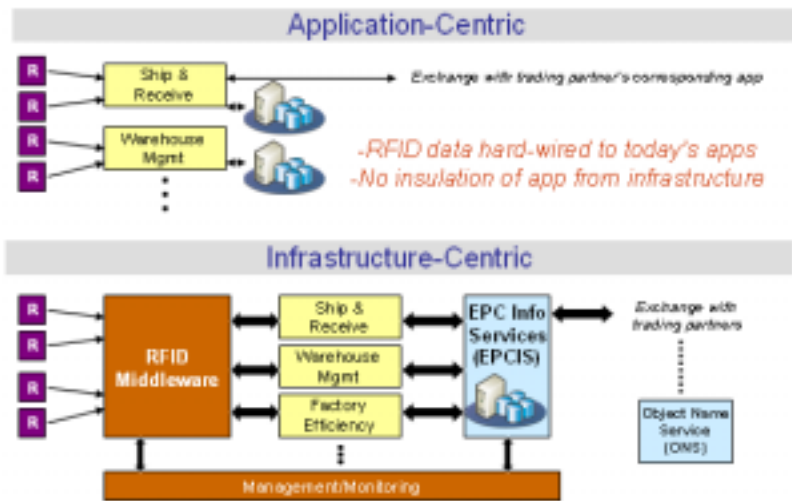 Application-Centric
R
Ship &
Receive
Exchange with trading partner's corresponding app
R
R
Warehouse
Mgmt
R
-RFID data hard-wired to today's apps
-No insulation of app from infrastructure
Infrastructure-Centric
R
R
R
R
RFID
Middleware
Ship &
Receive
Warehouse
Mgmt
Factory
Efficiency
EPC Info
Services
(EPCIS)
Exchange with
trading partners
Object Name
Service
(ONS)
Management/Monitoring